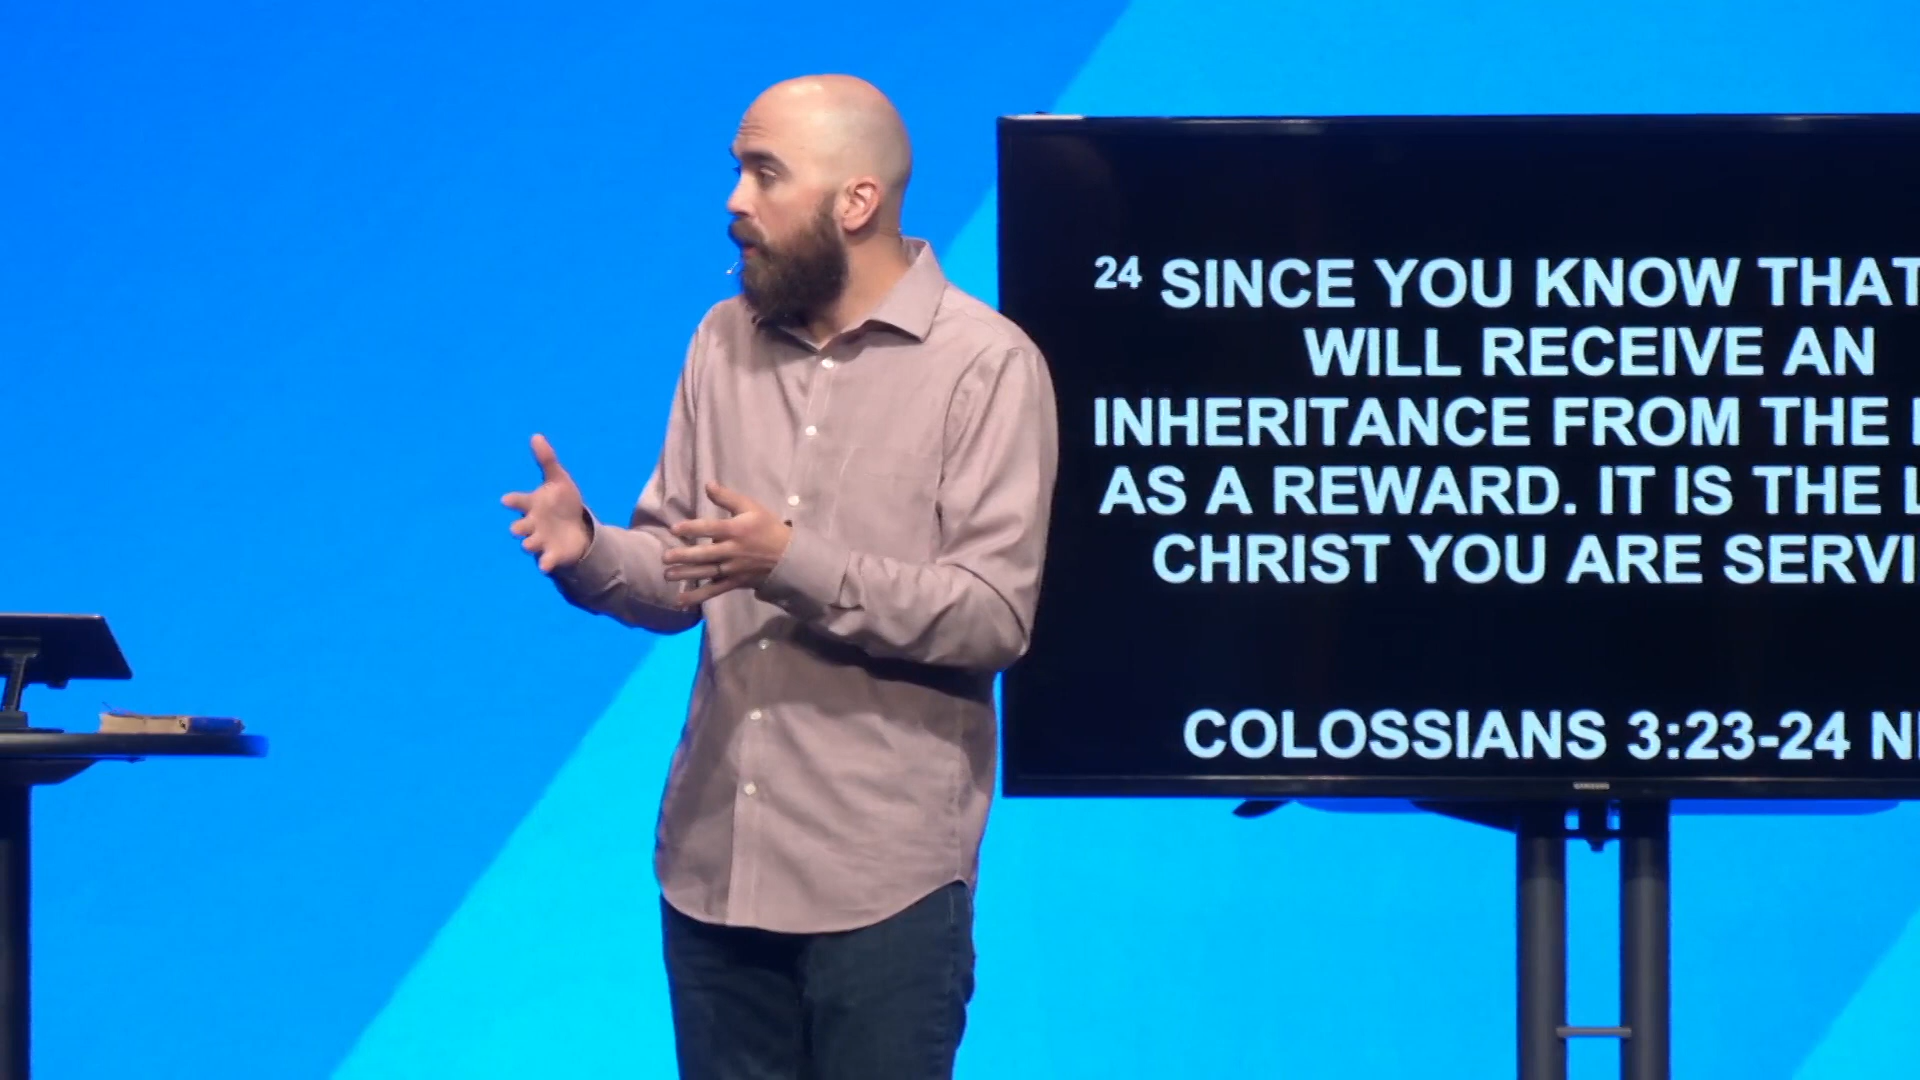 24 SINCE YOU KNOW THAT
WILL RECEIVE AN
INHERITANCE FROM THE
AS A REWARD. IT IS THE
CHRIST YOU ARE
COLOSSIANS 3:23-24